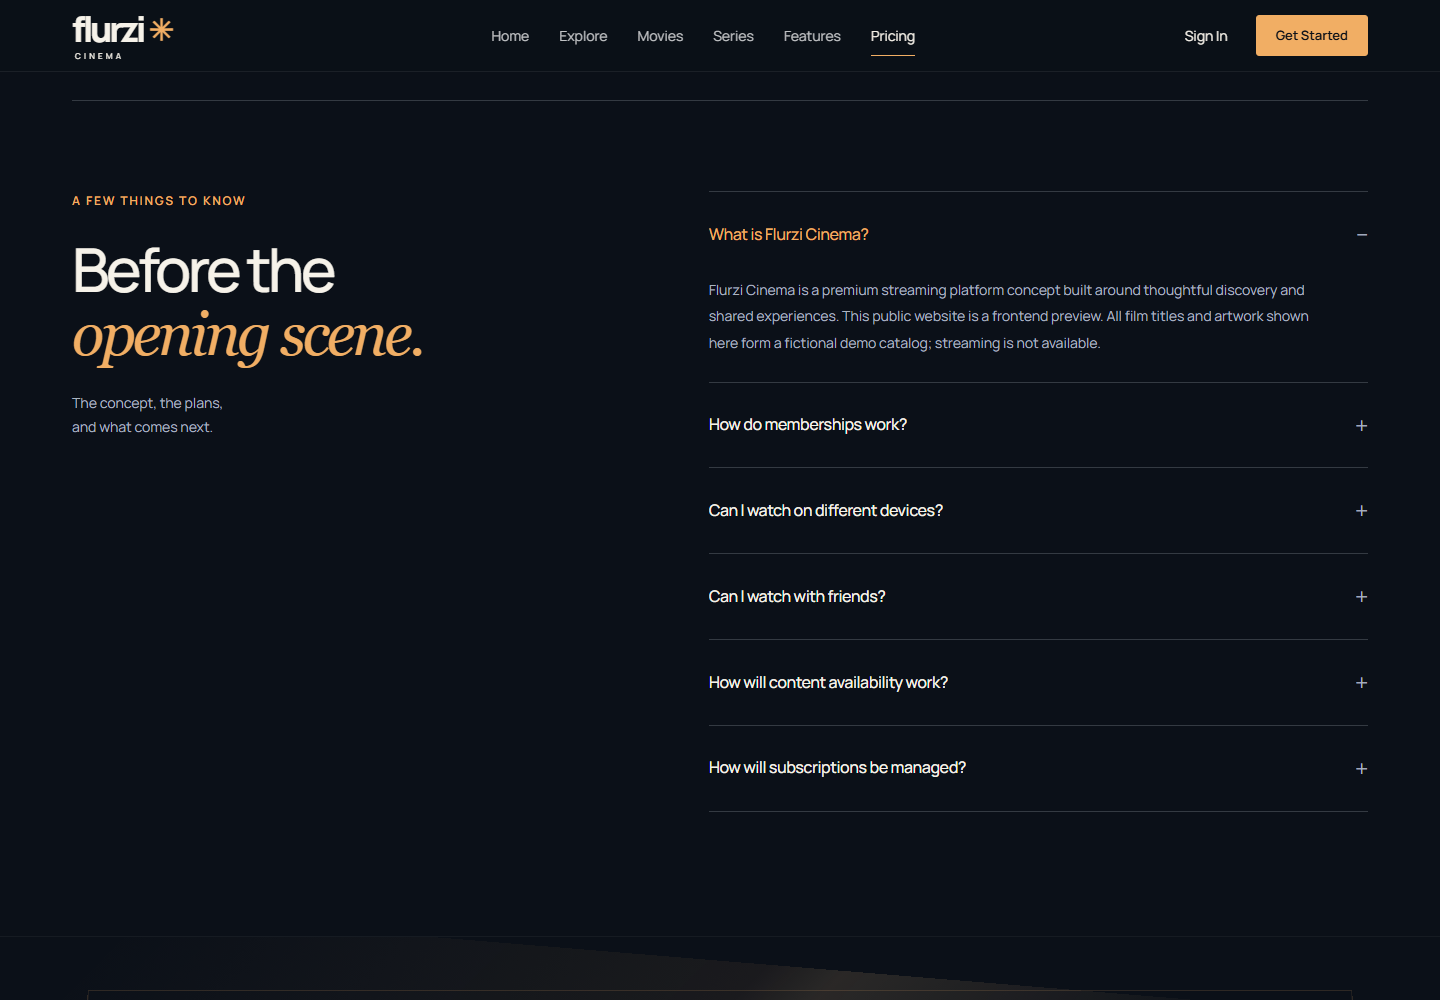 flurzi
CINEMA
Home
Explore
Movies
Series
Features
Pricing
Sign In
Get Started
A FEW THINGS TO KNOW
Before the
opening scene.
The concept, the plans,
and what comes next.
What is Flurzi Cinema?
Flurzi Cinema is a premium streaming platform concept built around thoughtful discovery and
shared experiences. This public website is a frontend preview. All film titles and artwork shown
here form a fictional demo catalog; streaming is not available.
How do memberships work?
Can I watch on different devices?
Can I watch with friends?
How will content availability work?
How will subscriptions be managed?